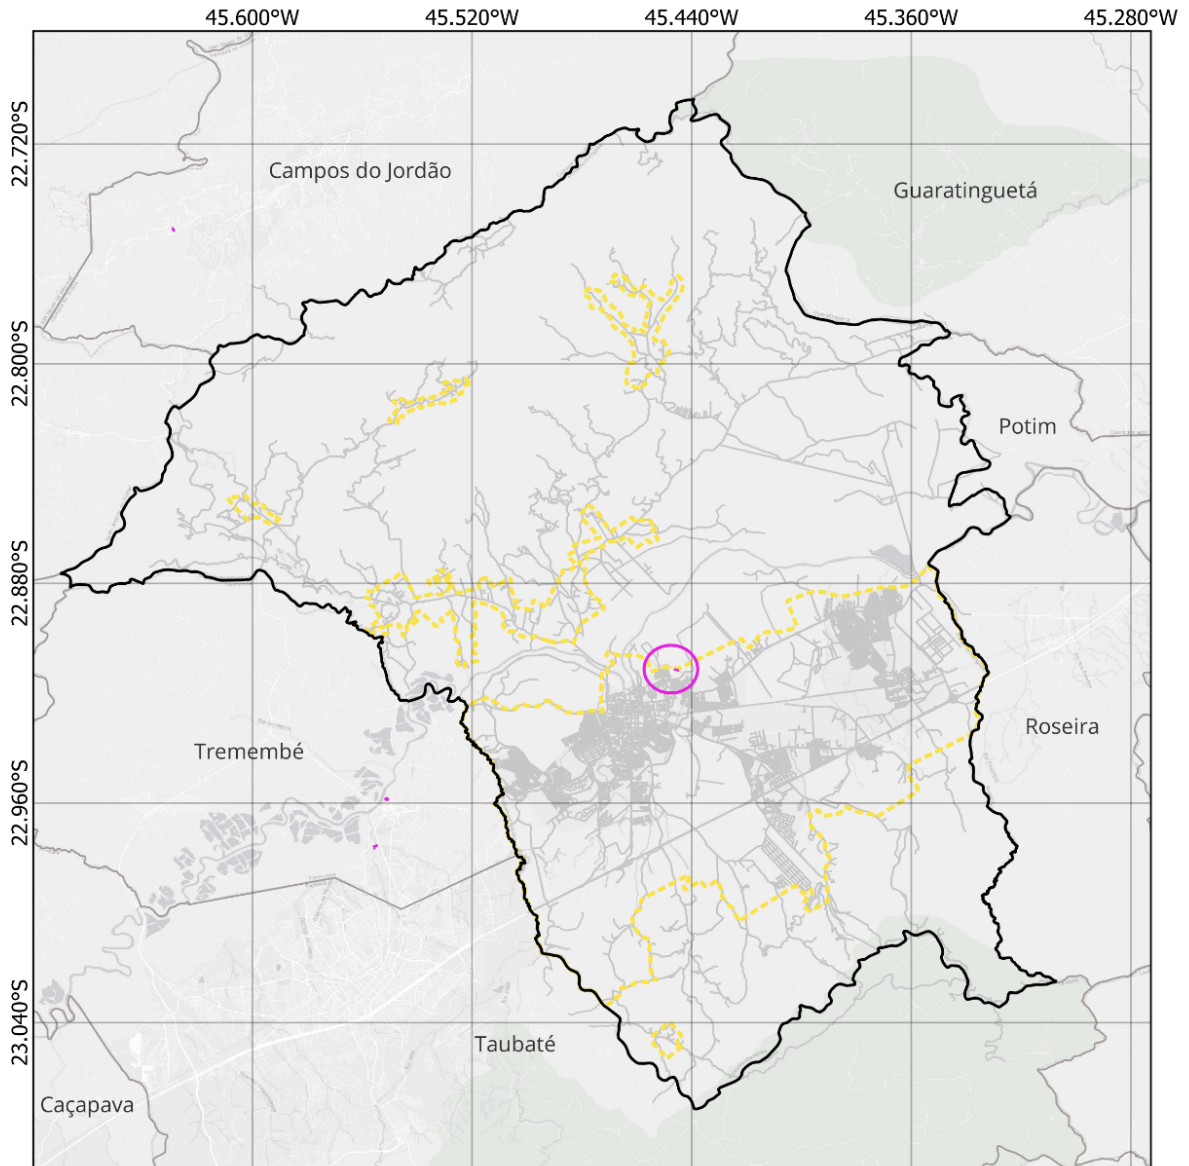 45.600°W 45.520°W 45.440°W 45.360°W 45.280°W
22.720°S
Campos do Jordão
Guaratinguetá
22.800°S
Potim
22.880°S
Roseira
Tremembé
22.960°S
23.040°S
Taubaté
Caçapava